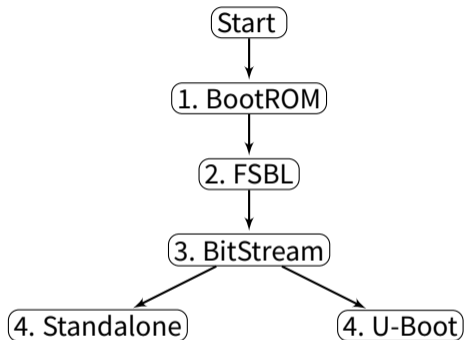 Start
1. BootROM
2. FSBL
3. BitStream
4. Standalone
4. U-Boot